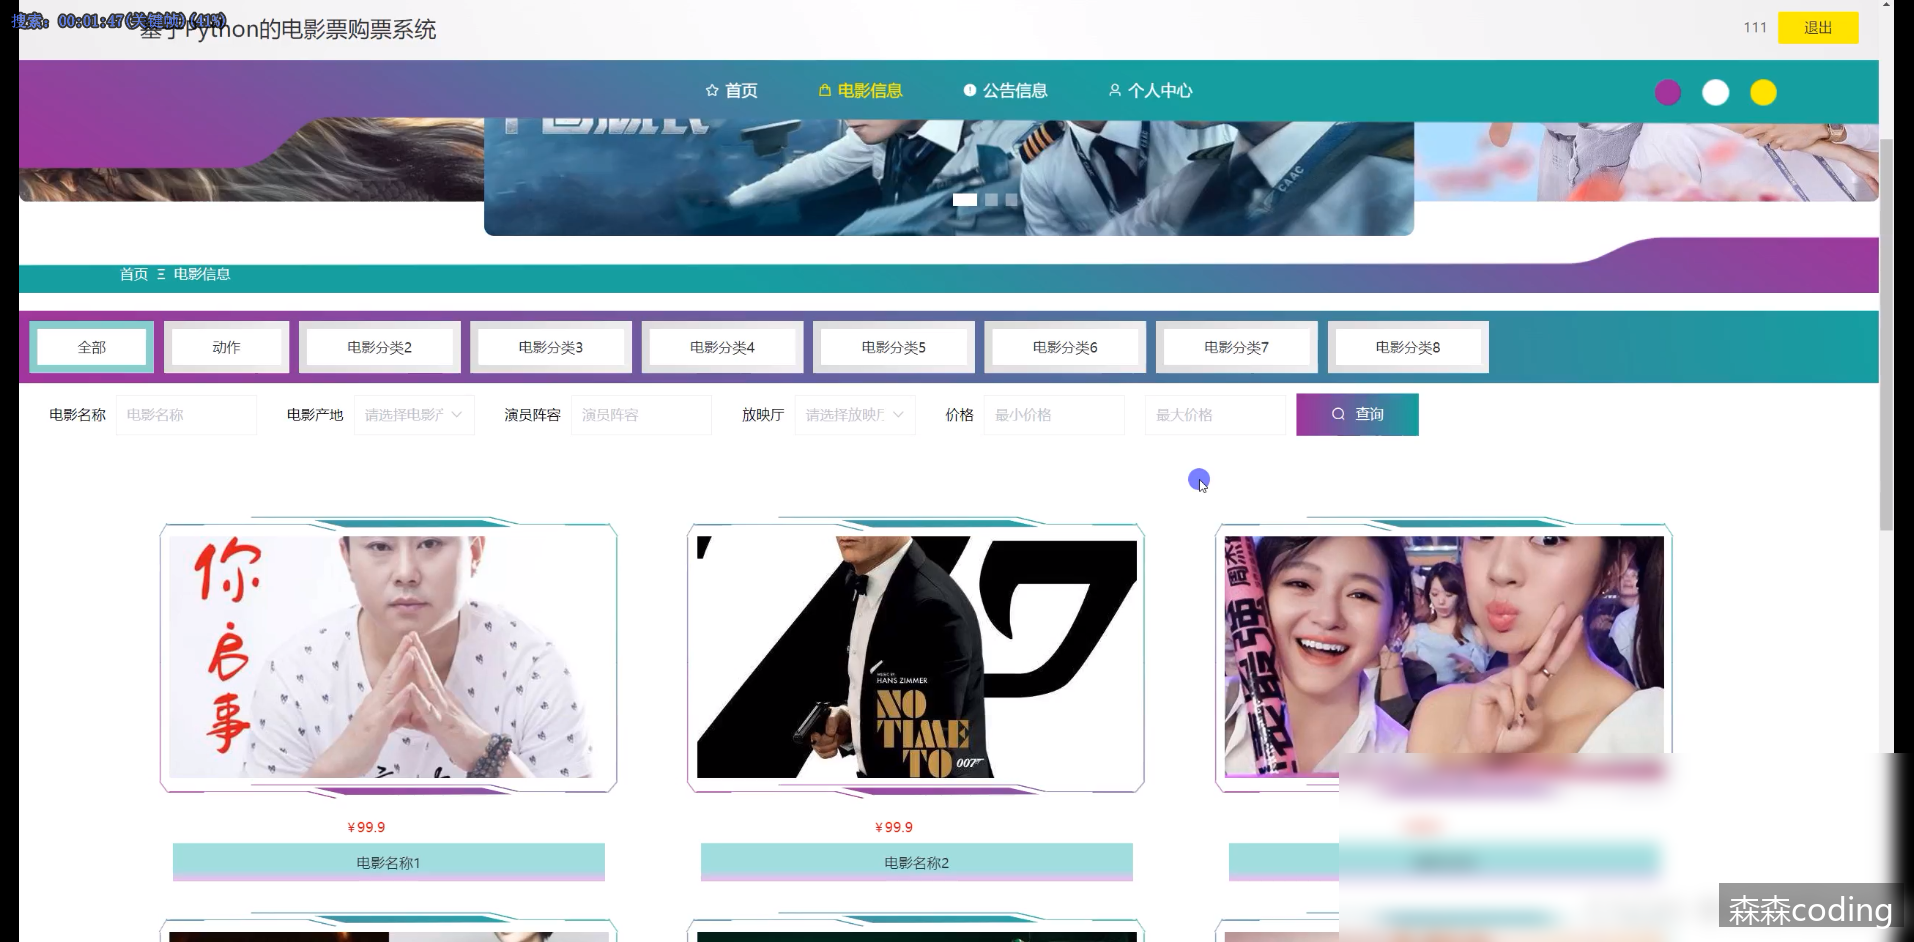 搜索: 00:01:47(关键帧) (41%)
基于Python的电影票购票系统
111 退出
首页 电影信息 公告信息 个人中心
CAAC
首页 Ξ 电影信息
全部 动作 电影分类2 电影分类3 电影分类4 电影分类5 电影分类6 电影分类7 电影分类8
电影名称 电影名称 电影产地 请选择电影产 演员阵容 演员阵容 放映厅 请选择放映厅 价格 最小价格 最大价格 查询
你启事
MUSIC BY
HANS ZIMMER
NO
TIME
TO 007
¥99.9 ¥99.9
电影名称1 电影名称2
森森coding